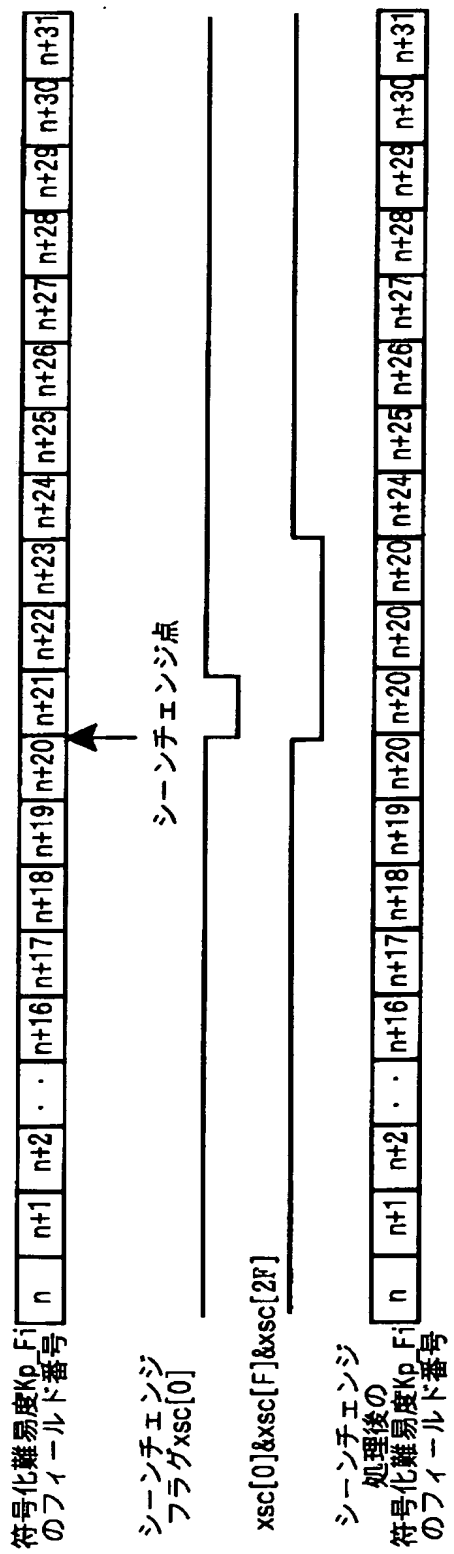 符号化難易度Kp_Fi
のフィールド番号
n n+1 n+2 ・・ n+16 n+17 n+18 n+19 n+20 n+21 n+22 n+23 n+24 n+25 n+26 n+27 n+28 n+29 n+30 n+31
シーンチェンジ点
シーンチェンジ
フラグxsc[0]
xsc[0]&xsc[F]&xsc[2F]
シーンチェンジ
処理後の
符号化難易度Kp_Fi
のフィールド番号
n n+1 n+2 ・・ n+16 n+17 n+18 n+19 n+20 n+20 n+20 n+20 n+24 n+25 n+26 n+27 n+28 n+29 n+30 n+31